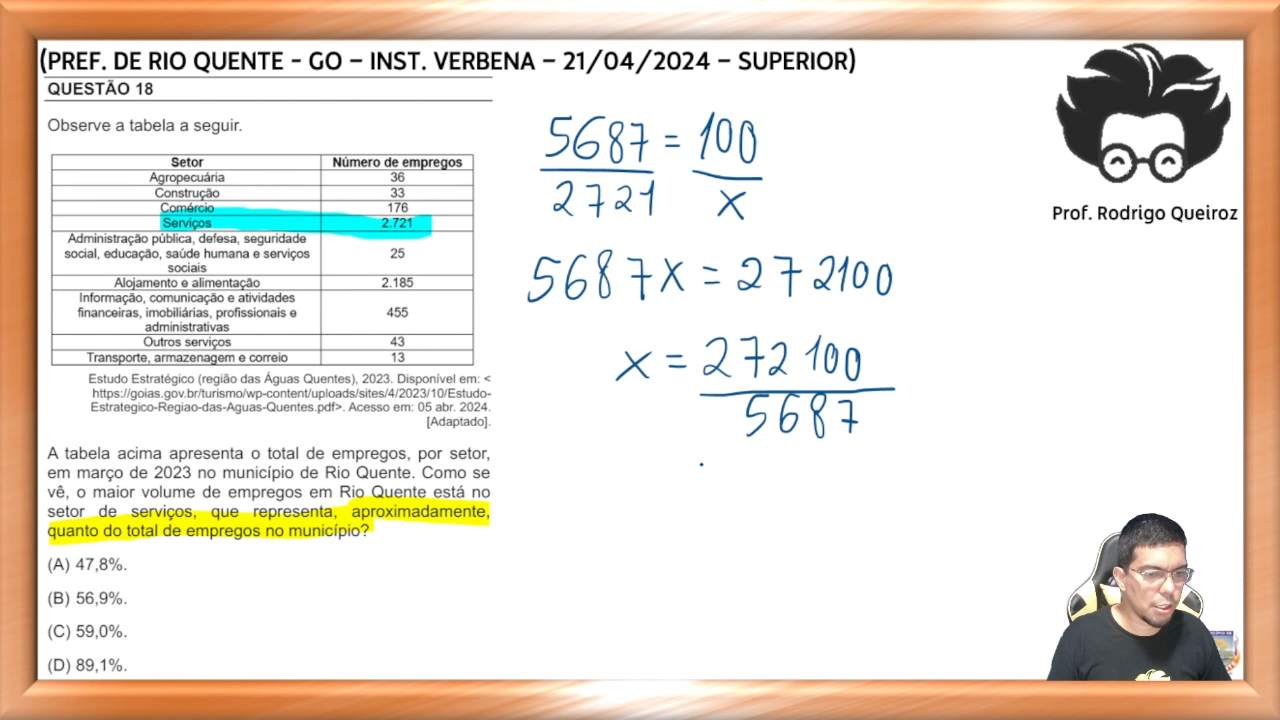 (PREF. DE RIO QUENTE - GO – INST. VERBENA – 21/04/2024 – SUPERIOR)
QUESTÃO 18
Observe a tabela a seguir.
Setor Número de empregos
Agropecuária 36
Construção 33
Comércio 176
Serviços 2.721
Administração pública, defesa, seguridade
social, educação, saúde humana e serviços 25
sociais
Alojamento e alimentação 2.185
Informação, comunicação e atividades
financeiras, imobiliárias, profissionais e 455
administrativas
Outros serviços 43
Transporte, armazenagem e correio 13
Estudo Estratégico (região das Águas Quentes), 2023. Disponível em: <
https://goias.gov.br/turismo/wp-content/uploads/sites/4/2023/10/Estudo-
Estrategico-Regiao-das-Aguas-Quentes.pdf>. Acesso em: 05 abr. 2024.
[Adaptado].
A tabela acima apresenta o total de empregos, por setor,
em março de 2023 no município de Rio Quente. Como se
vê, o maior volume de empregos em Rio Quente está no
setor de serviços, que representa, aproximadamente,
quanto do total de empregos no município?
(A) 47,8%.
(B) 56,9%.
(C) 59,0%.
(D) 89,1%.
5687 = 100
2721 x
5687x = 272100
x = 272100
5687
Prof. Rodrigo Queiroz